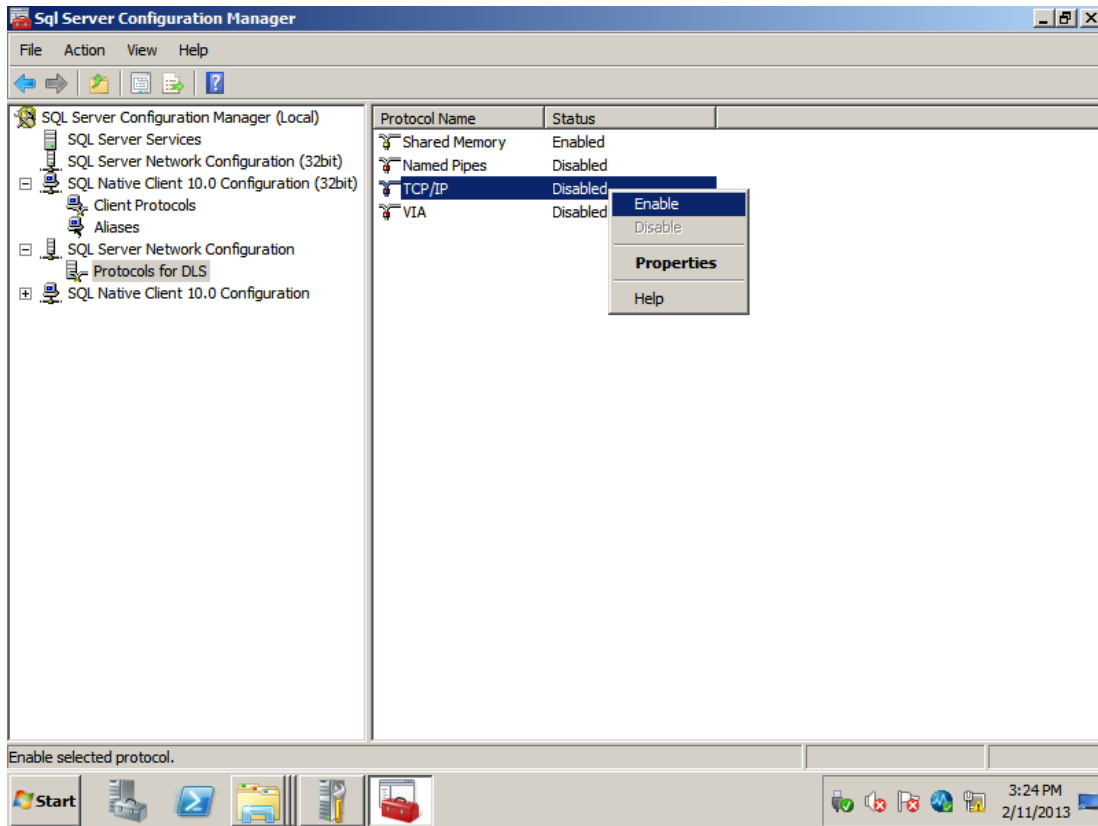 Sql Server Configuration Manager
File Action View Help
SQL Server Configuration Manager (Local)
SQL Server Services
SQL Server Network Configuration (32bit)
SQL Native Client 10.0 Configuration (32bit)
Client Protocols
Aliases
SQL Server Network Configuration
Protocols for DLS
SQL Native Client 10.0 Configuration
Protocol Name Status
Shared Memory Enabled
Named Pipes Disabled
TCP/IP Disabled
VIA Disabled
Enable
Disable
Properties
Help
Enable selected protocol.
Start
3:24 PM
2/11/2013